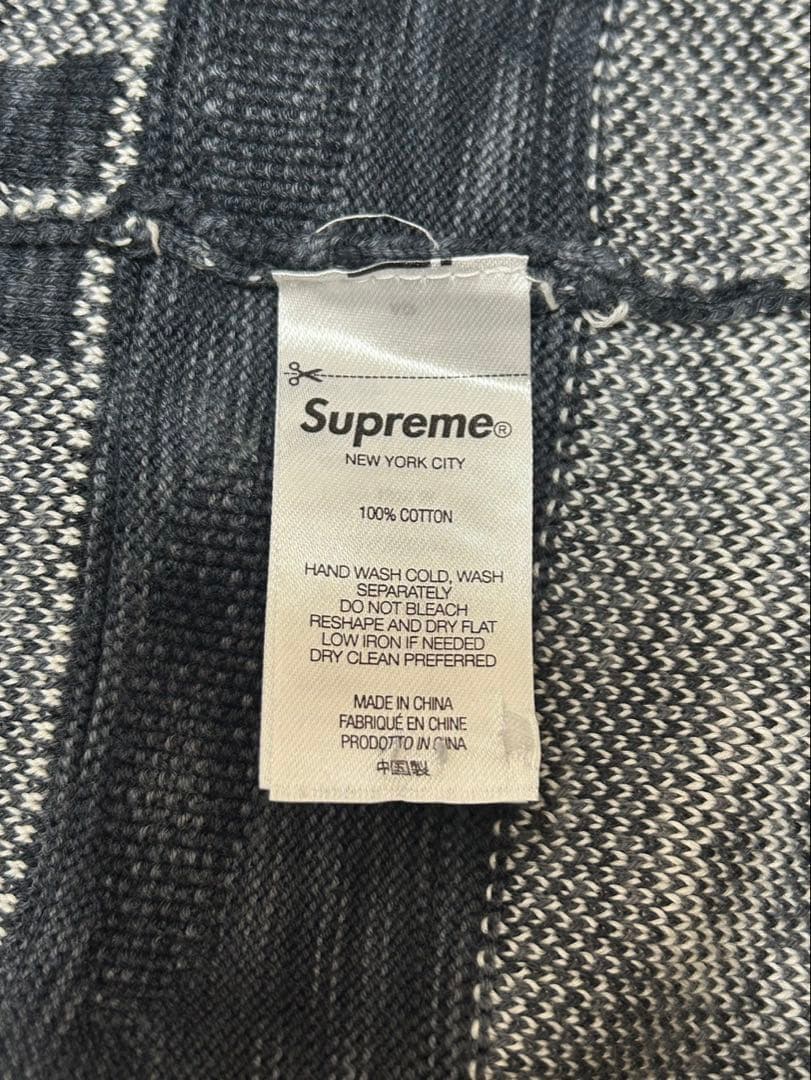 Supreme®
NEW YORK CITY
100% COTTON
HAND WASH COLD, WASH
SEPARATELY
DO NOT BLEACH
RESHAPE AND DRY FLAT
LOW IRON IF NEEDED
DRY CLEAN PREFERRED
MADE IN CHINA
FABRIQUÉ EN CHINE
PRODOTTO IN
中国製